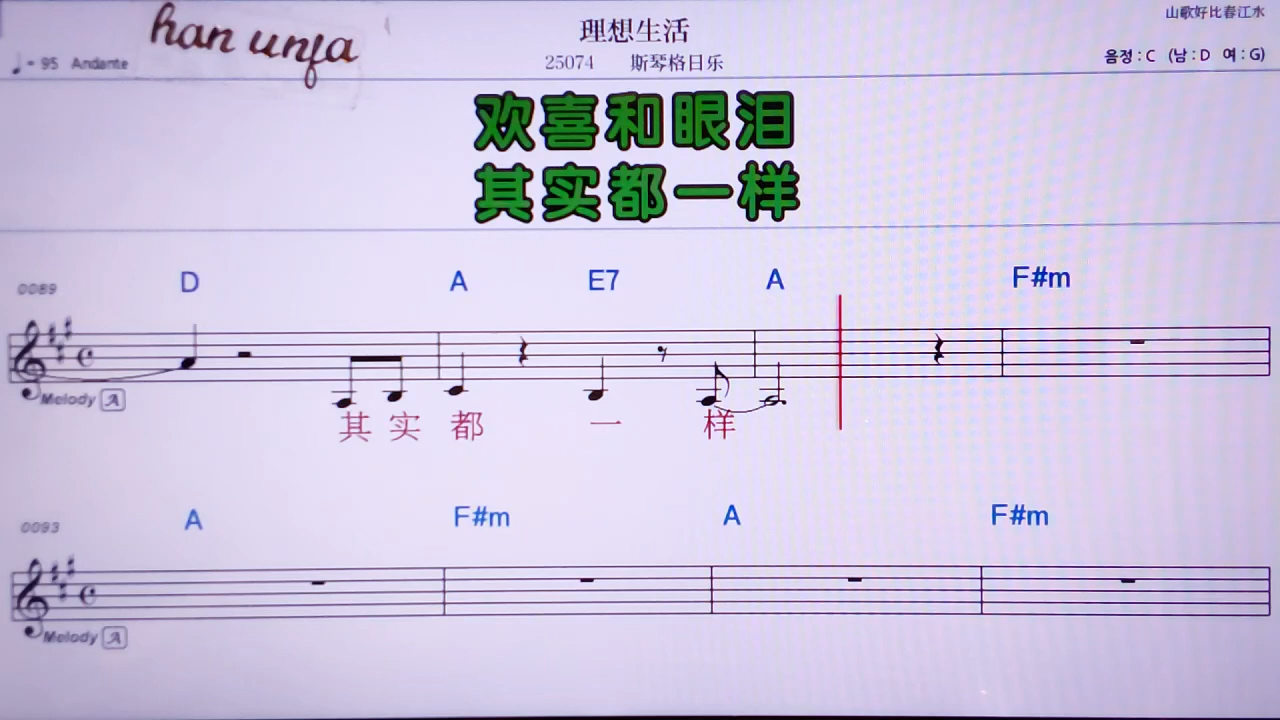 山歌好比春江水
han unja
理想生活
♩= 95 Andante
25074 斯琴格日乐
음정 : C (남 : D 여 : G)
欢喜和眼泪
其实都一样
D A E7 A F#m
0089
Melody A
其 实 都 一 样
A F#m A F#m
0093
Melody A